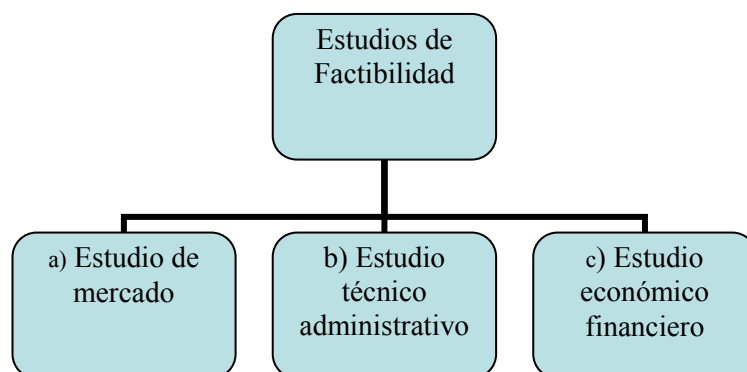 Estudios de
Factibilidad
a) Estudio de
mercado
b) Estudio
técnico
administrativo
c) Estudio
económico
financiero